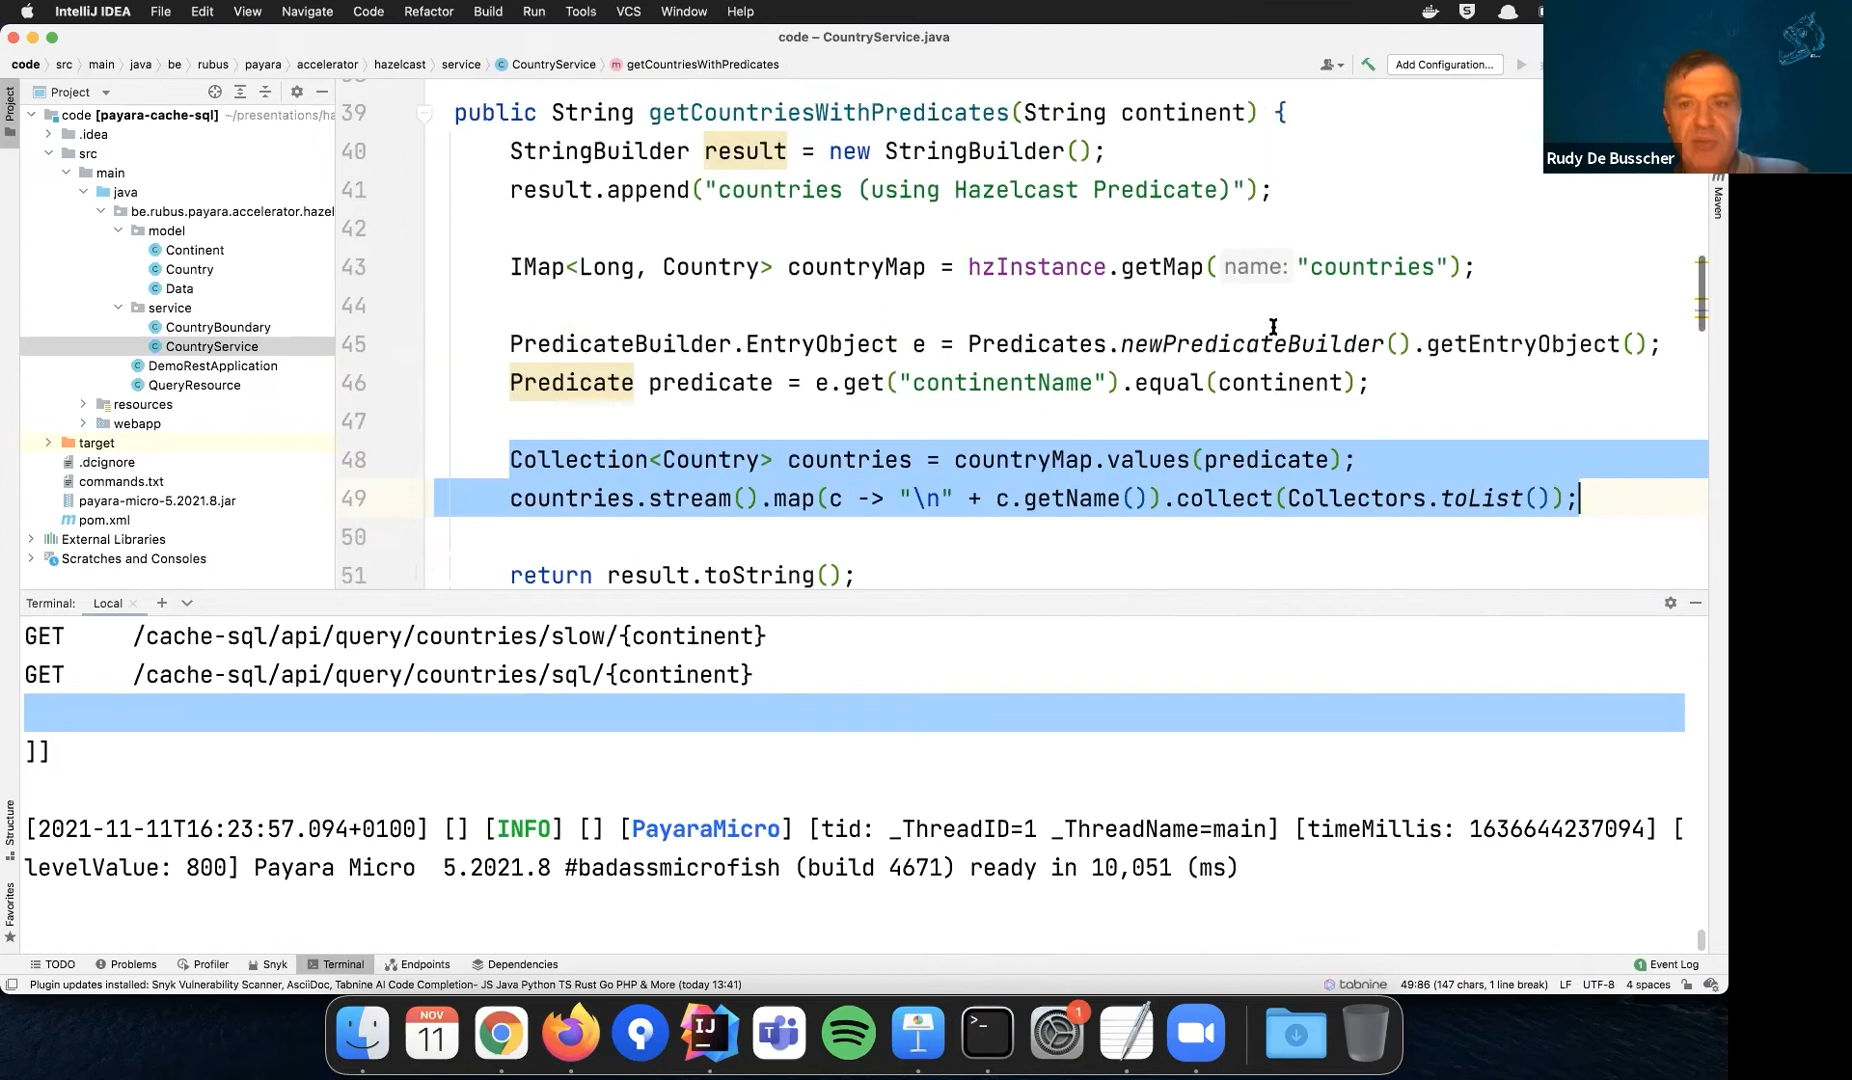 IntelliJ IDEA File Edit View Navigate Code Refactor Build Run Tools VCS Window Help
code – CountryService.java
code src main java be rubus payara accelerator hazelcast service CountryService getCountriesWithPredicates
Add Configuration...
Rudy De Busscher
Project
code [payara-cache-sql] ~/presentations/ha
.idea
src
main
java
be.rubus.payara.accelerator.hazel
model
Continent
Country
Data
service
CountryBoundary
CountryService
DemoRestApplication
QueryResource
resources
webapp
target
.dcignore
commands.txt
payara-micro-5.2021.8.jar
pom.xml
External Libraries
Scratches and Consoles
39 public String getCountriesWithPredicates(String continent) {
40 StringBuilder result = new StringBuilder();
41 result.append("countries (using Hazelcast Predicate)");
42
43 IMap<Long, Country> countryMap = hzInstance.getMap( name: "countries");
44
45 PredicateBuilder.EntryObject e = Predicates.newPredicateBuilder().getEntryObject();
46 Predicate predicate = e.get("continentName").equal(continent);
47
48 Collection<Country> countries = countryMap.values(predicate);
49 countries.stream().map(c -> "\n" + c.getName()).collect(Collectors.toList());
50
51 return result.toString();
Project
Structure
Favorites
Maven
Terminal: Local
GET /cache-sql/api/query/countries/slow/{continent}
GET /cache-sql/api/query/countries/sql/{continent}
]]
[2021-11-11T16:23:57.094+0100] [] [INFO] [] [PayaraMicro] [tid: _ThreadID=1 _ThreadName=main] [timeMillis: 1636644237094] [
levelValue: 800] Payara Micro 5.2021.8 #badassmicrofish (build 4671) ready in 10,051 (ms)
TODO Problems Profiler Snyk Terminal Endpoints Dependencies Event Log
Plugin updates installed: Snyk Vulnerability Scanner, AsciiDoc, Tabnine AI Code Completion- JS Java Python TS Rust Go PHP & More (today 13:41) tabnine 49:86 (147 chars, 1 line break) LF UTF-8 4 spaces
NOV
11
IJ
1